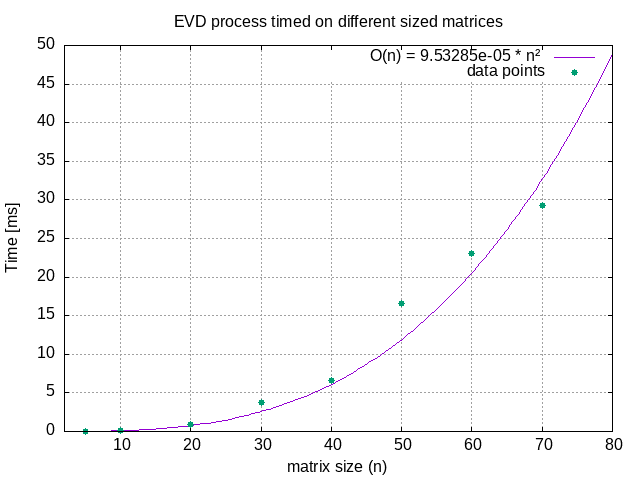 EVD process timed on different sized matrices
O(n) = 9.53285e-05 * n²
data points
50
45
40
35
30
25
20
15
10
5
0
Time [ms]
10 20 30 40 50 60 70 80
matrix size (n)